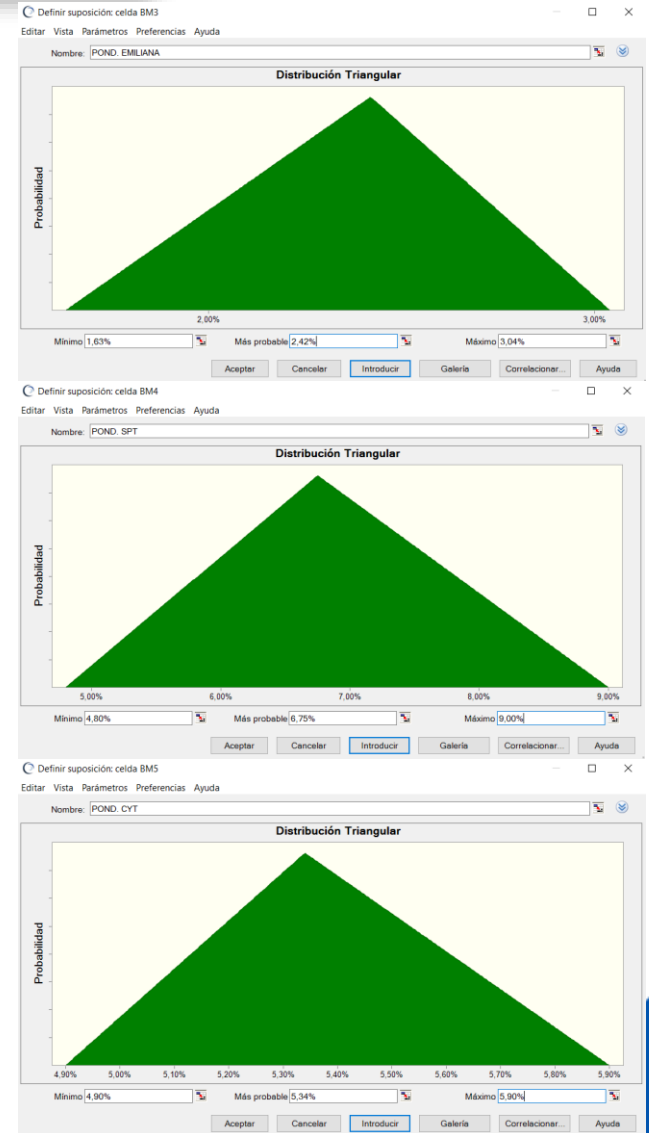 Definir suposición: celda BM3
Editar Vista Parámetros Preferencias Ayuda
Nombre: POND. EMILIANA
Distribución Triangular
Probabilidad
2,00% 3,00%
Mínimo 1,63% Más probable 2,42% Máximo 3,04%
Aceptar Cancelar Introducir Galería Correlacionar... Ayuda
Definir suposición: celda BM4
Editar Vista Parámetros Preferencias Ayuda
Nombre: POND. SPT
Distribución Triangular
Probabilidad
5,00% 6,00% 7,00% 8,00% 9,00%
Mínimo 4,80% Más probable 6,75% Máximo 9,00%
Aceptar Cancelar Introducir Galería Correlacionar... Ayuda
Definir suposición: celda BM5
Editar Vista Parámetros Preferencias Ayuda
Nombre: POND. CYT
Distribución Triangular
Probabilidad
4,90% 5,00% 5,10% 5,20% 5,30% 5,40% 5,50% 5,60% 5,70% 5,80% 5,90%
Mínimo 4,90% Más probable 5,34% Máximo 5,90%
Aceptar Cancelar Introducir Galería Correlacionar... Ayuda